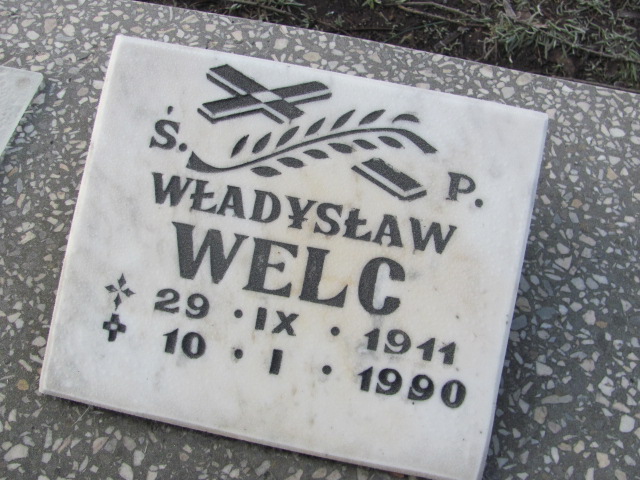 Ś. P.
WŁADYSŁAW
WELC
29 · IX · 1911
10 · I · 1990